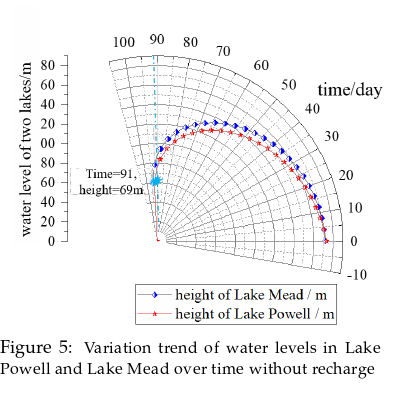 100 90 80 70 60 50 40 30 20 10 0 -10
time/day
water level of two lakes/m
80
60
40
20
00
80
60
40
20
0
Time=91,
height=69m
height of Lake Mead / m
height of Lake Powell / m
Figure 5: Variation trend of water levels in Lake
Powell and Lake Mead over time without recharge